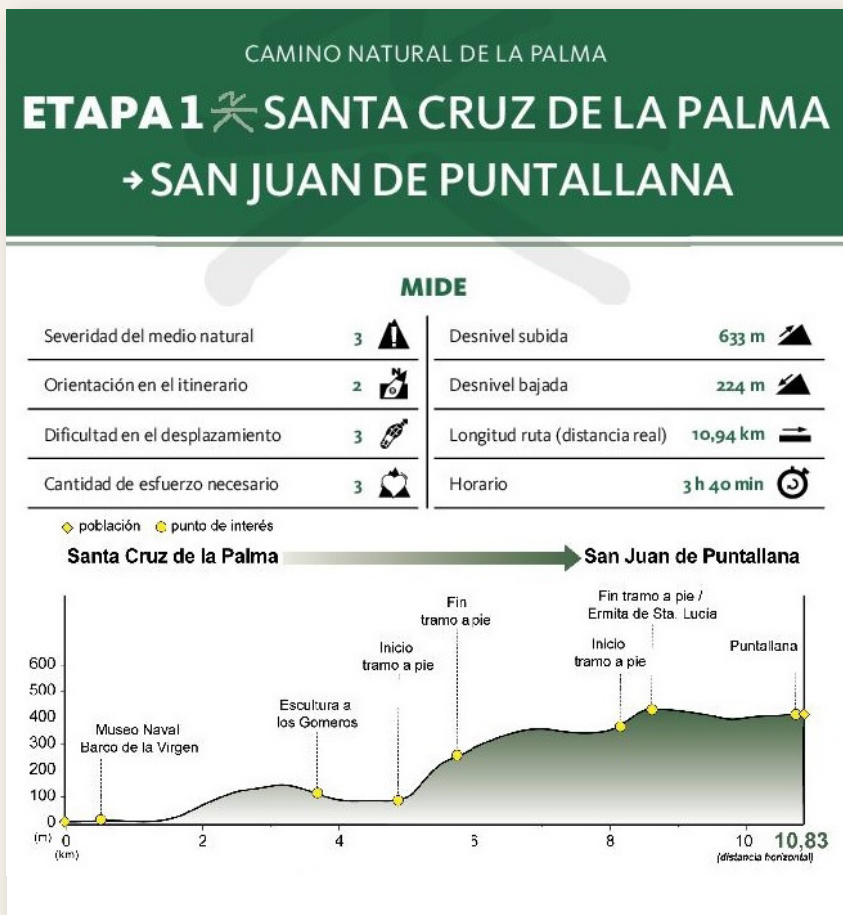 CAMINO NATURAL DE LA PALMA
ETAPA 1 SANTA CRUZ DE LA PALMA
→ SAN JUAN DE PUNTALLANA
MIDE
Severidad del medio natural 3
Orientación en el itinerario 2
Dificultad en el desplazamiento 3
Cantidad de esfuerzo necesario 3
Desnivel subida 633 m
Desnivel bajada 224 m
Longitud ruta (distancia real) 10,94 km
Horario 3 h 40 min
N
población punto de interés
Santa Cruz de la Palma San Juan de Puntallana
Museo Naval
Barco de la Virgen
Escultura a
los Gomeros
Inicio
tramo a pie
Fin
tramo a pie
Inicio
tramo a pie
Fin tramo a pie /
Ermita de Sta. Lucía
Puntallana
600
500
400
300
200
100
0
(m) 0 2 4 6 8 10 10,83
(km) (distancia horizontal)